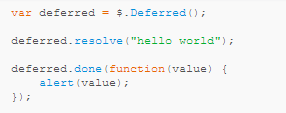 var deferred = $.Deferred();
deferred.resolve("hello world");
deferred.done(function(value) {
    alert(value);
});